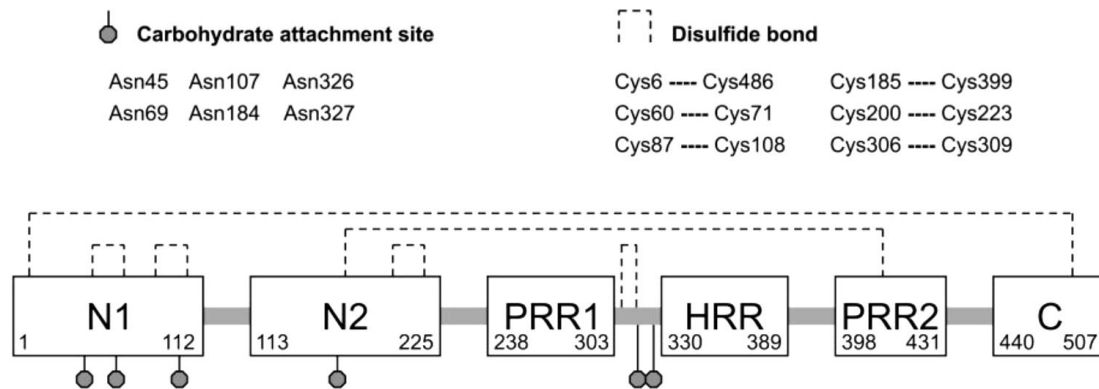 Carbohydrate attachment site
Asn45 Asn107 Asn326
Asn69 Asn184 Asn327
Disulfide bond
Cys6 ---- Cys486 Cys185 ---- Cys399
Cys60 ---- Cys71 Cys200 ---- Cys223
Cys87 ---- Cys108 Cys306 ---- Cys309
N1 N2 PRR1 HRR PRR2 C
1 112 113 225 238 303 330 389 398 431 440 507